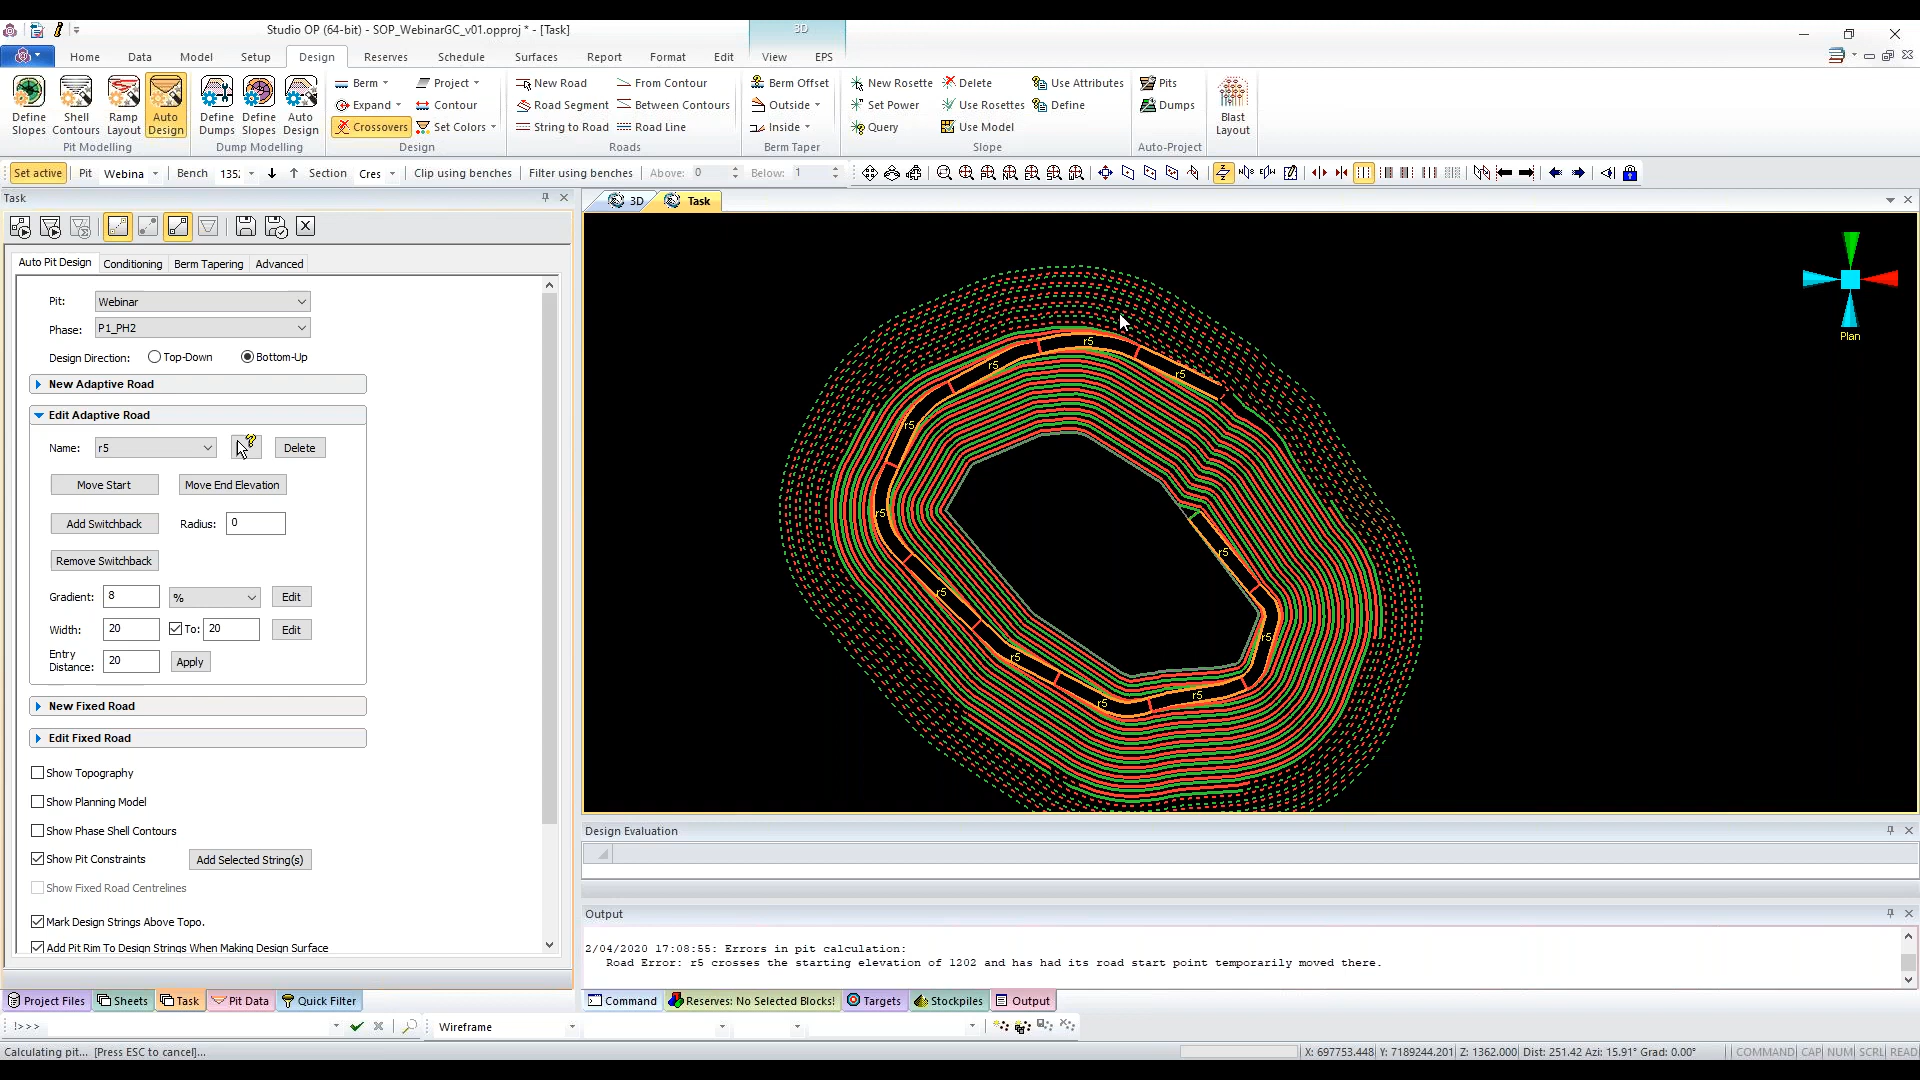 Studio OP (64-bit) - SOP_WebinarGC_v01.opproj * - [Task]
3D
Home Data Model Setup Design Reserves Schedule Surfaces Report Format Edit View EPS
Define Slopes
Shell Contours
Ramp Layout
Auto Design
Pit Modelling
Define Dumps
Define Slopes
Auto Design
Dump Modelling
Berm Project
Expand Contour
Crossovers Set Colors
Design
New Road From Contour
Road Segment Between Contours
String to Road Road Line
Roads
Berm Offset
Outside
Inside
Berm Taper
New Rosette Delete Use Attributes
Set Power Use Rosettes Define
Query Use Model
Slope
Pits
Dumps
Auto-Project
Blast Layout
Set active Pit Webina Bench 135: Section Cres Clip using benches Filter using benches Above: 0 Below: 1
Task
3D Task
Auto Pit Design Conditioning Berm Tapering Advanced
Pit: Webinar
Phase: P1_PH2
Design Direction: Top-Down Bottom-Up
New Adaptive Road
Edit Adaptive Road
Name: r5 Delete
Move Start Move End Elevation
Add Switchback Radius: 0
Remove Switchback
Gradient: 8 % Edit
Width: 20 To: 20 Edit
Entry Distance: 20 Apply
New Fixed Road
Edit Fixed Road
Show Topography
Show Planning Model
Show Phase Shell Contours
Show Pit Constraints Add Selected String(s)
Show Fixed Road Centrelines
Mark Design Strings Above Topo.
Add Pit Rim To Design Strings When Making Design Surface
r5
r5
r5
r5
r5
r5
r5
r5
r5
r5
r5
Plan
Design Evaluation
Output
2/04/2020 17:08:55: Errors in pit calculation:
Road Error: r5 crosses the starting elevation of 1202 and has had its road start point temporarily moved there.
Project Files Sheets Task Pit Data Quick Filter
Command Reserves: No Selected Blocks! Targets Stockpiles Output
!>>> Wireframe
Calculating pit... [Press ESC to cancel]...
X: 697753.448 Y: 7189244.201 Z: 1362.000 Dist: 251.42 Azi: 15.91° Grad: 0.00° COMMAND CAP NUM SCRL READ